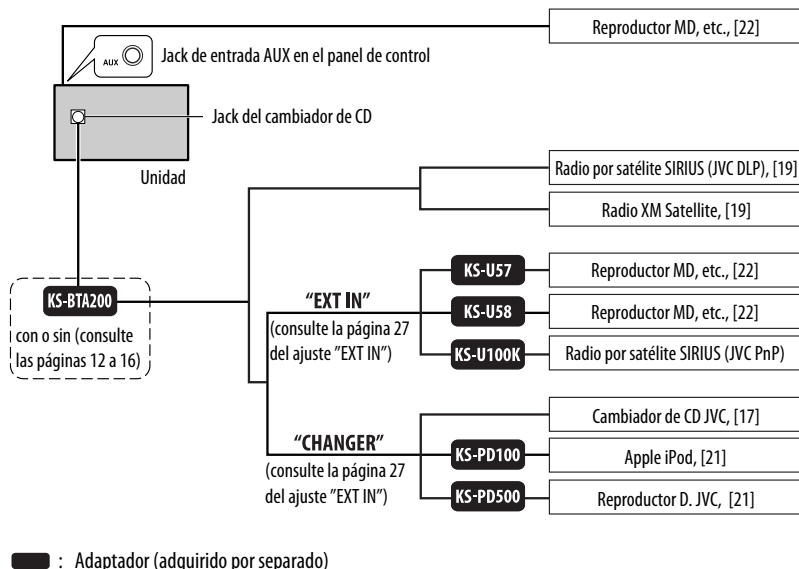 Reproductor MD, etc., [22]
AUX
Jack de entrada AUX en el panel de control
Jack del cambiador de CD
Unidad
Radio por satélite SIRIUS (JVC DLP), [19]
Radio XM Satellite, [19]
KS-BTA200
con o sin (consulte
las páginas 12 a 16)
“EXT IN”
(consulte la página 27
del ajuste "EXT IN”)
KS-U57
Reproductor MD, etc., [22]
KS-U58
Reproductor MD, etc., [22]
KS-U100K
Radio por satélite SIRIUS (JVC PnP)
“CHANGER”
(consulte la página 27
del ajuste "EXT IN”)
Cambiador de CD JVC, [17]
KS-PD100
Apple iPod, [21]
KS-PD500
Reproductor D. JVC, [21]
: Adaptador (adquirido por separado)